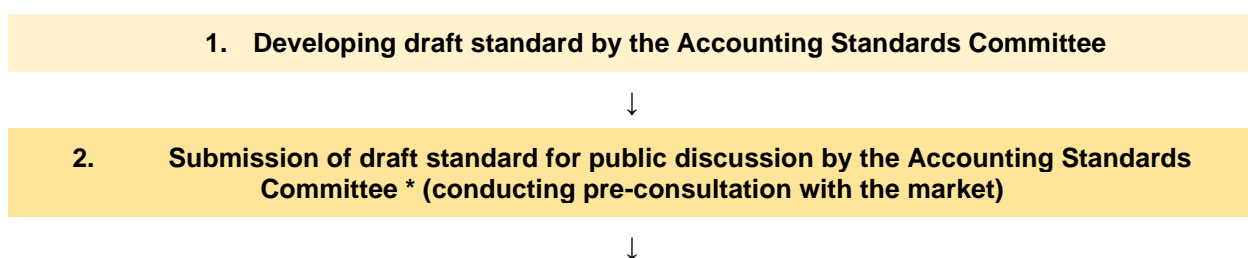 1. Developing draft standard by the Accounting Standards Committee
↓
2. Submission of draft standard for public discussion by the Accounting Standards
Committee * (conducting pre-consultation with the market)
↓